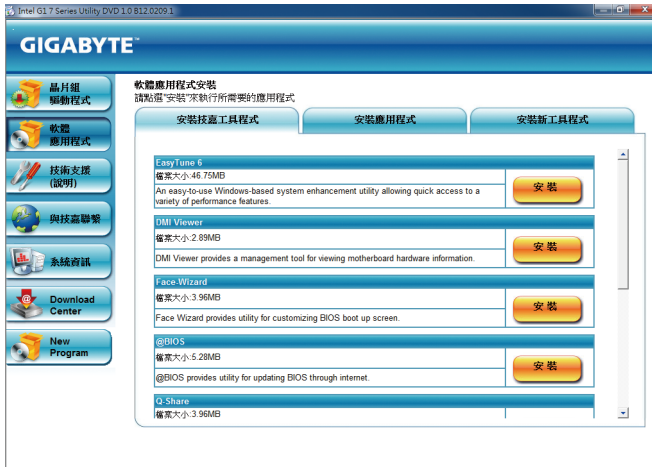 Intel G1 7 Series Utility DVD 1.0 B12.0209.1
GIGABYTE™
晶片組
驅動程式
軟體
應用程式
技術支援
(說明)
與技嘉聯繫
系統資訊
Download
Center
New
Program
軟體應用程式安裝
請點選"安裝"來執行所需要的應用程式
安裝技嘉工具程式
安裝應用程式
安裝新工具程式
EasyTune 6
檔案大小:46.75MB
An easy-to-use Windows-based system enhancement utility allowing quick access to a
variety of performance features.
安裝
DMI Viewer
檔案大小:2.89MB
DMI Viewer provides a management tool for viewing motherboard hardware information.
安裝
Face-Wizard
檔案大小:3.96MB
Face Wizard provides utility for customizing BIOS boot up screen.
安裝
@BIOS
檔案大小:5.28MB
@BIOS provides utility for updating BIOS through internet.
安裝
Q-Share
檔案大小:3.96MB